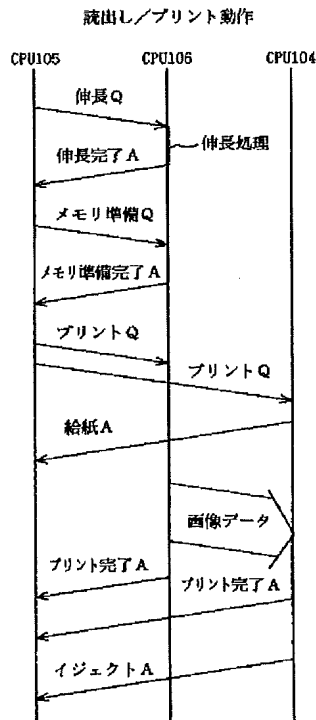 読出し/プリント動作
CPU105 CPU106 CPU104
伸長Q
伸長処理
伸長完了A
メモリ準備Q
メモリ準備完了A
プリントQ
プリントQ
給紙A
画像データ
プリント完了A
プリント完了A
イジェクトA